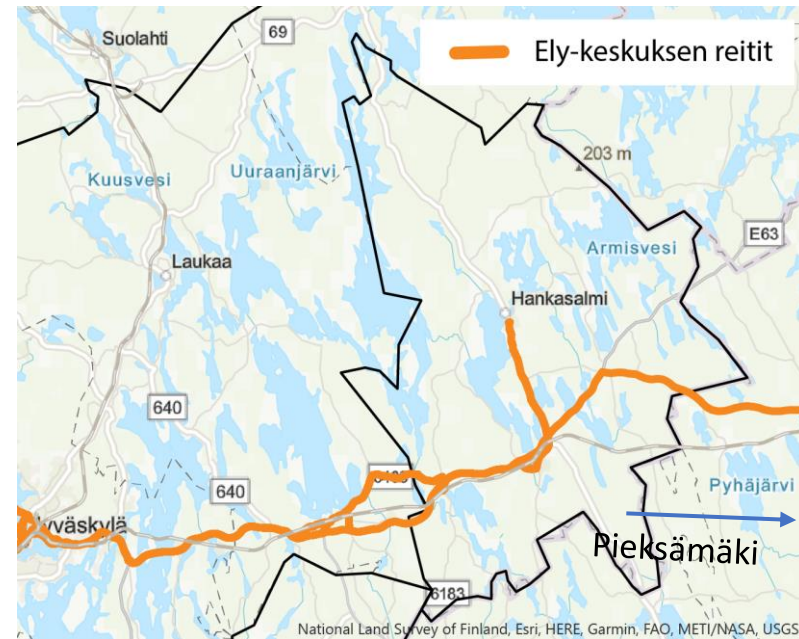 Suolahti
69
Ely-keskuksen reitit
203 m
Kuusvesi
Uuraanjärvi
E63
Armisvesi
Laukaa
Hankasalmi
640
640
Pyhäjärvi
yväskylä
Pieksämäki
6183
National Land Survey of Finland, Esri, HERE, Garmin, FAO, METI/NASA, USGS